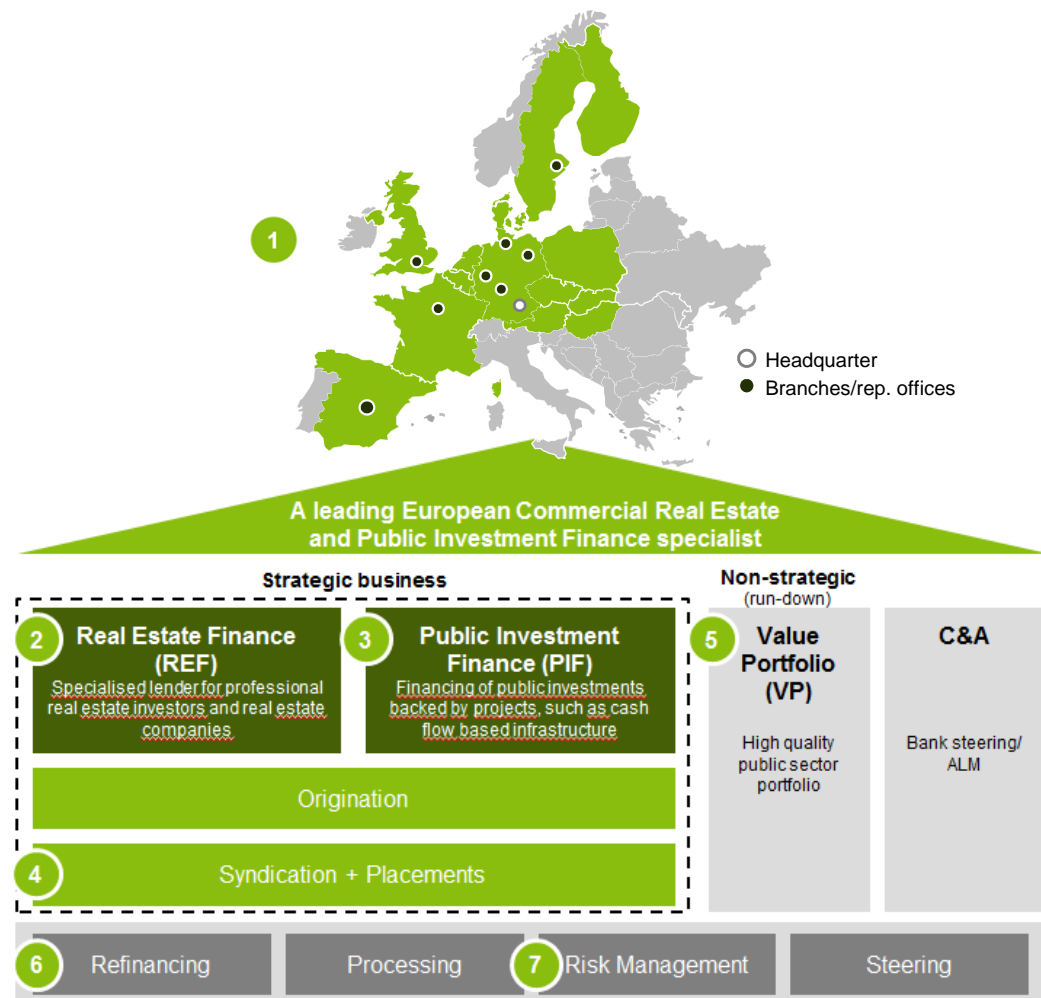 1
Headquarter
Branches/rep. offices
A leading European Commercial Real Estate
and Public Investment Finance specialist
Strategic business
Non-strategic
(run-down)
2
Real Estate Finance
(REF)
Specialised lender for professional
real estate investors and real estate
companies
3
Public Investment
Finance (PIF)
Financing of public investments
backed by projects, such as cash
flow based infrastructure
5
Value
Portfolio
(VP)
High quality
public sector
portfolio
C&A
Bank steering/
ALM
Origination
4
Syndication + Placements
6
Refinancing
Processing
7
Risk Management
Steering